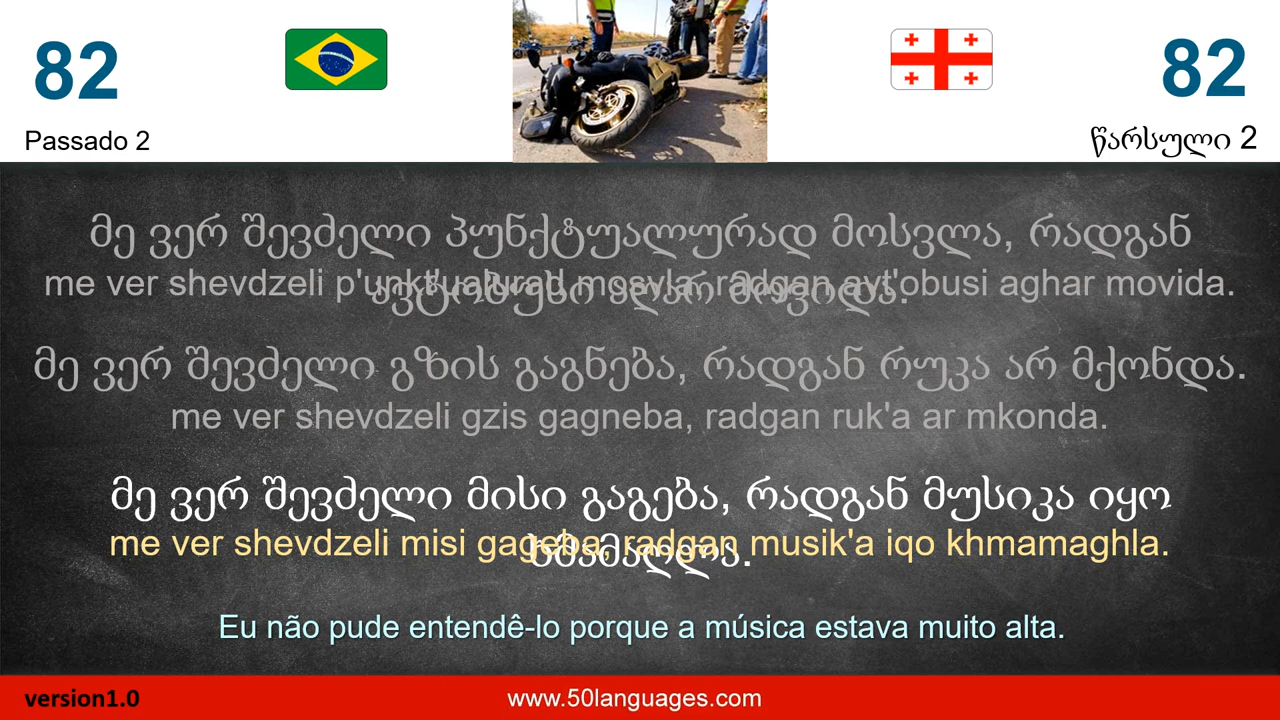 82
82
Passado 2
წარსული 2
მე ვერ შევძელი პუნქტუალურად მოსვლა, რადგან
me ver shevdzeli p'unkt'ualurad mosvla, radgan avt'obusi aghar movida.
ავტობუსი აღარ მოვიდა.
მე ვერ შევძელი გზის გაგნება, რადგან რუკა არ მქონდა.
me ver shevdzeli gzis gagneba, radgan ruk'a ar mkonda.
მე ვერ შევძელი მისი გაგება, რადგან მუსიკა იყო
me ver shevdzeli misi gageba, radgan musik'a iqo khmamaghla.
ხმამაღლა.
Eu não pude entendê-lo porque a música estava muito alta.
version1.0
www.50languages.com